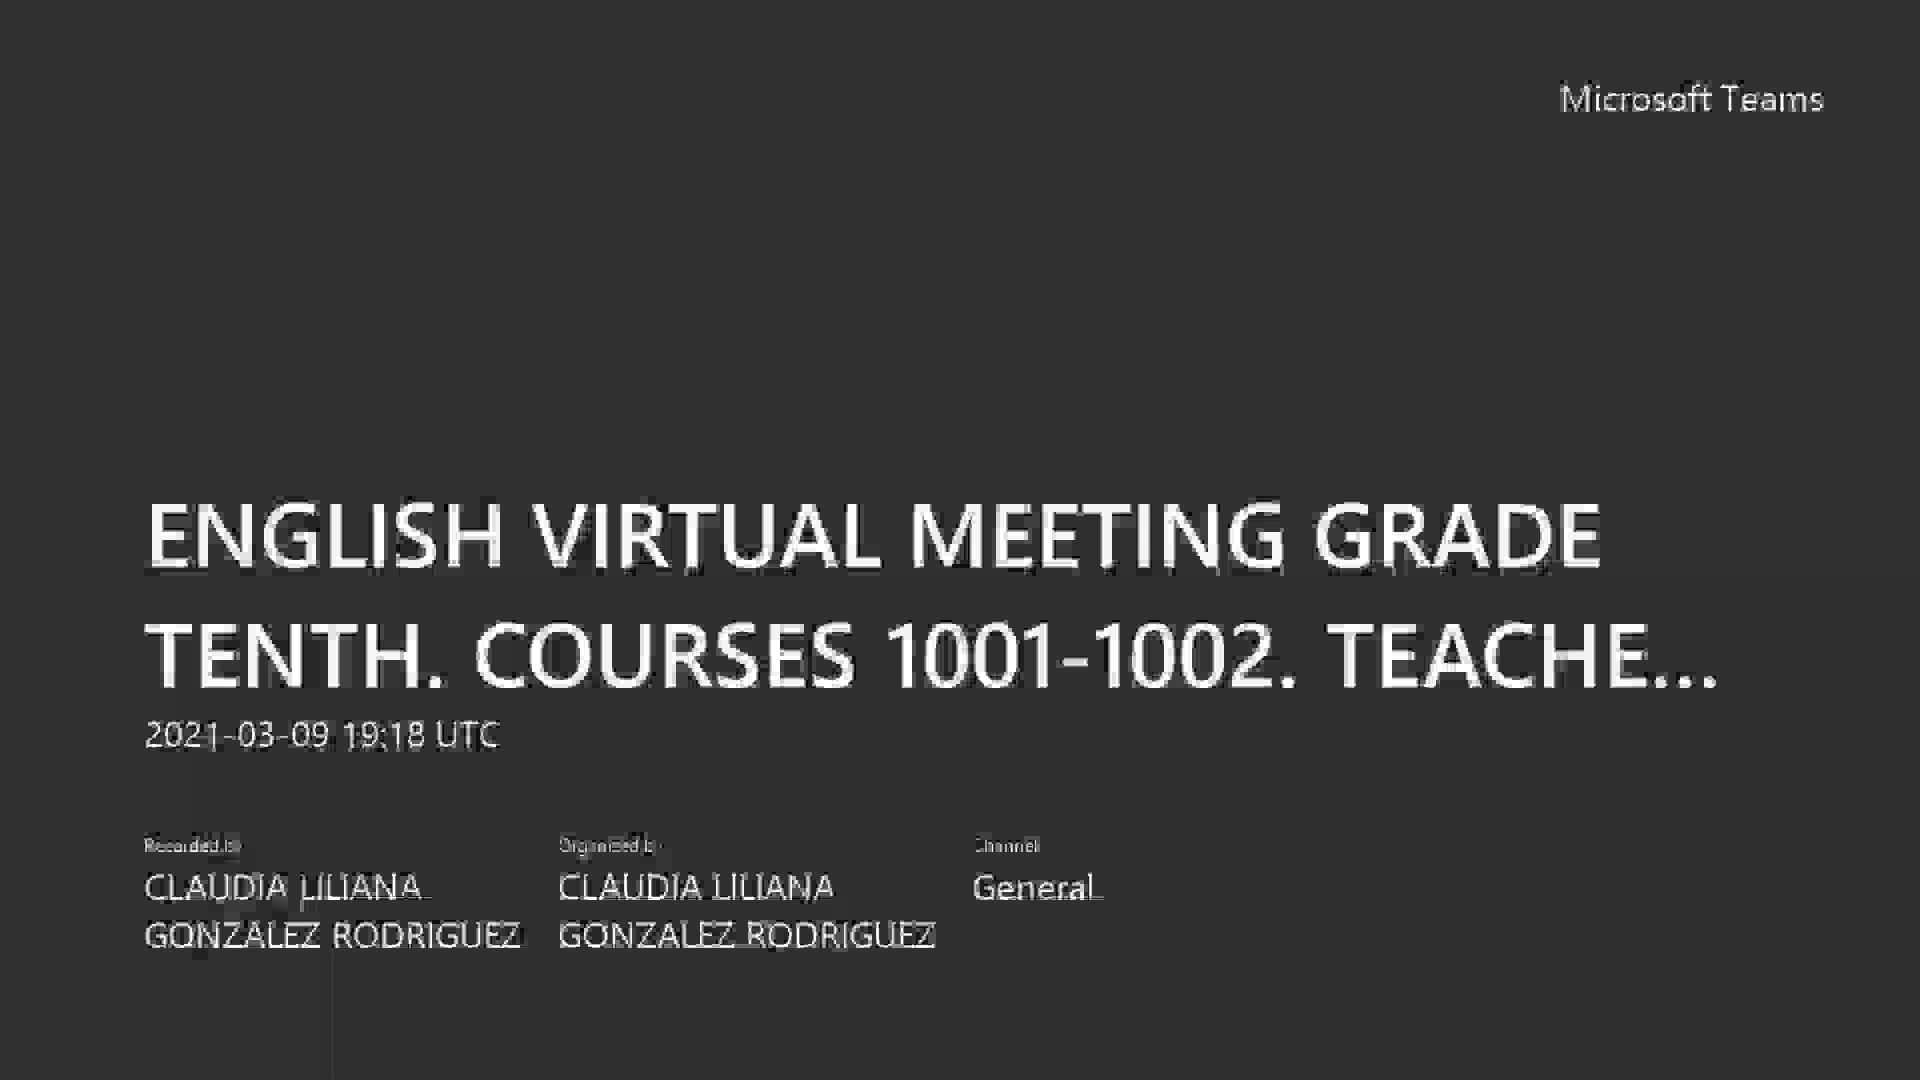 Microsoft Teams
ENGLISH VIRTUAL MEETING GRADE
TENTH. COURSES 1001-1002. TEACHE...
2021-03-09 19:18 UTC
Recorded by
Organized by
Channel
CLAUDIA LILIANA
CLAUDIA LILIANA
General
GONZALEZ RODRIGUEZ
GONZALEZ RODRIGUEZ